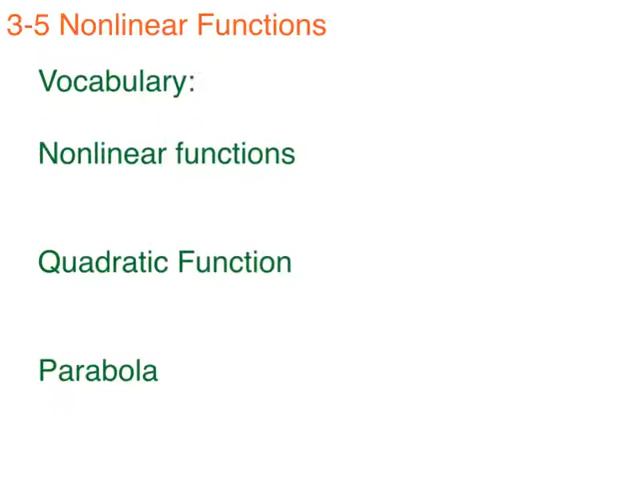 3-5 Nonlinear Functions
Vocabulary:
Nonlinear functions
Quadratic Function
Parabola